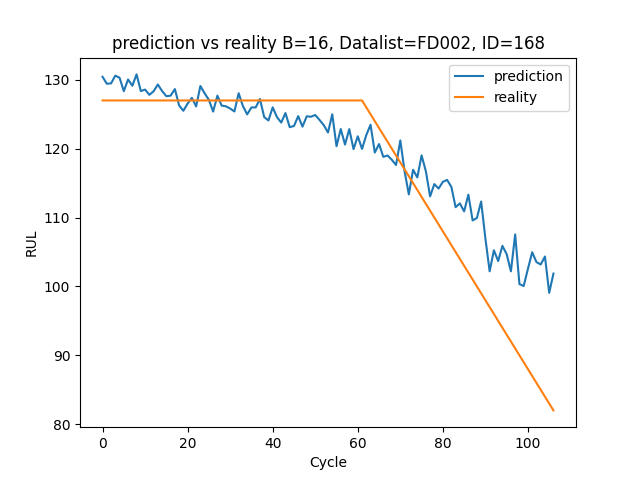 prediction vs reality B=16, Datalist=FD002, ID=168
prediction
reality
RUL
130
120
110
100
90
80
0 20 40 60 80 100
Cycle